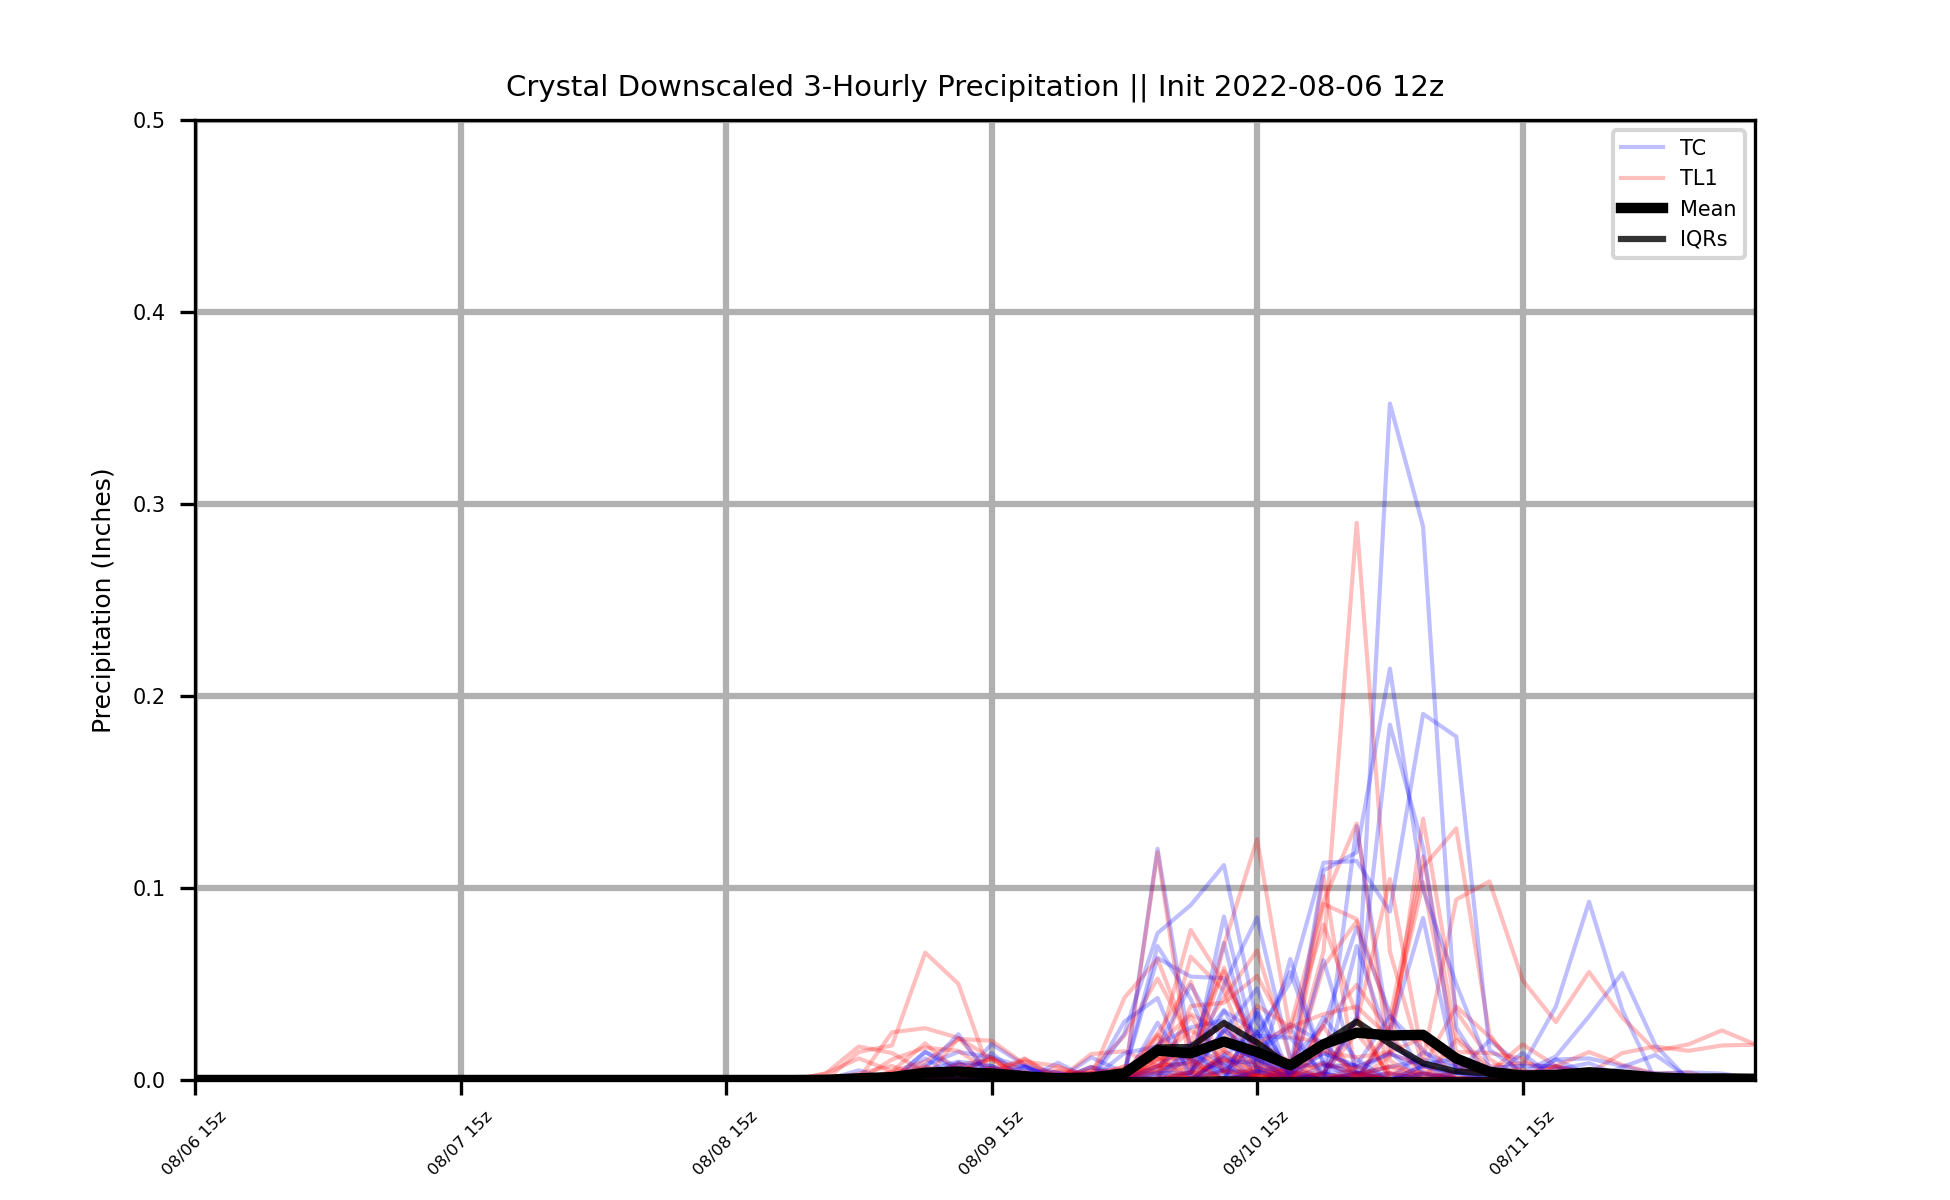 Crystal Downscaled 3-Hourly Precipitation || Init 2022-08-06 12z
TC
TL1
Mean
IQRs
Precipitation (Inches)
0.5
0.4
0.3
0.2
0.1
0.0
08/06 15z
08/07 15z
08/08 15z
08/09 15z
08/10 15z
08/11 15z